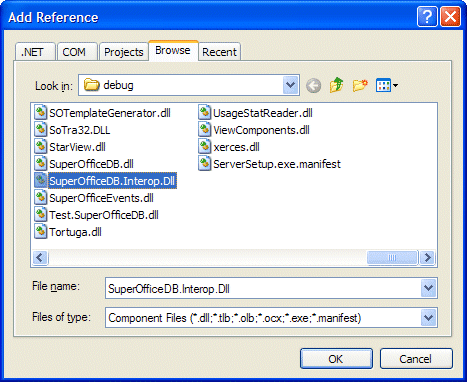 Add Reference
.NET COM Projects Browse Recent
Look in: debug
SOTemplateGenerator.dll UsageStatReader.dll
SoTra32.DLL ViewComponents.dll
StarView.dll xerces.dll
SuperOfficeDB.dll ServerSetup.exe.manifest
SuperOfficeDB.Interop.Dll
SuperOfficeEvents.dll
Test.SuperOfficeDB.dll
Tortuga.dll
File name: SuperOfficeDB.Interop.Dll
Files of type: Component Files (*.dll;*.tlb;*.olb;*.ocx;*.exe;*.manifest)
OK Cancel